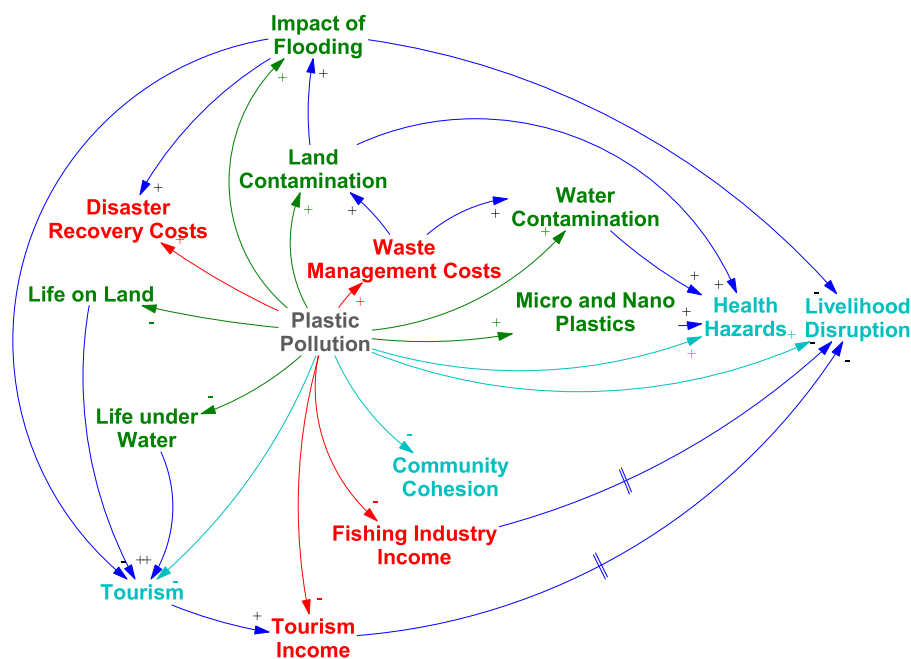 Impact of
Flooding
+
+
Land
Contamination
+
Disaster
Recovery Costs
+
+
+
Water
Contamination
+
+
Waste
Management Costs
+
Life on Land
-
Plastic
Pollution
Micro and Nano
Plastics
+
+
+
+
+
Health
Hazards
-
Livelihood
Disruption
+
-
-
Life under
Water
-
-
Community
Cohesion
-
Fishing Industry
Income
-
++
-
Tourism
+
-
Tourism
Income